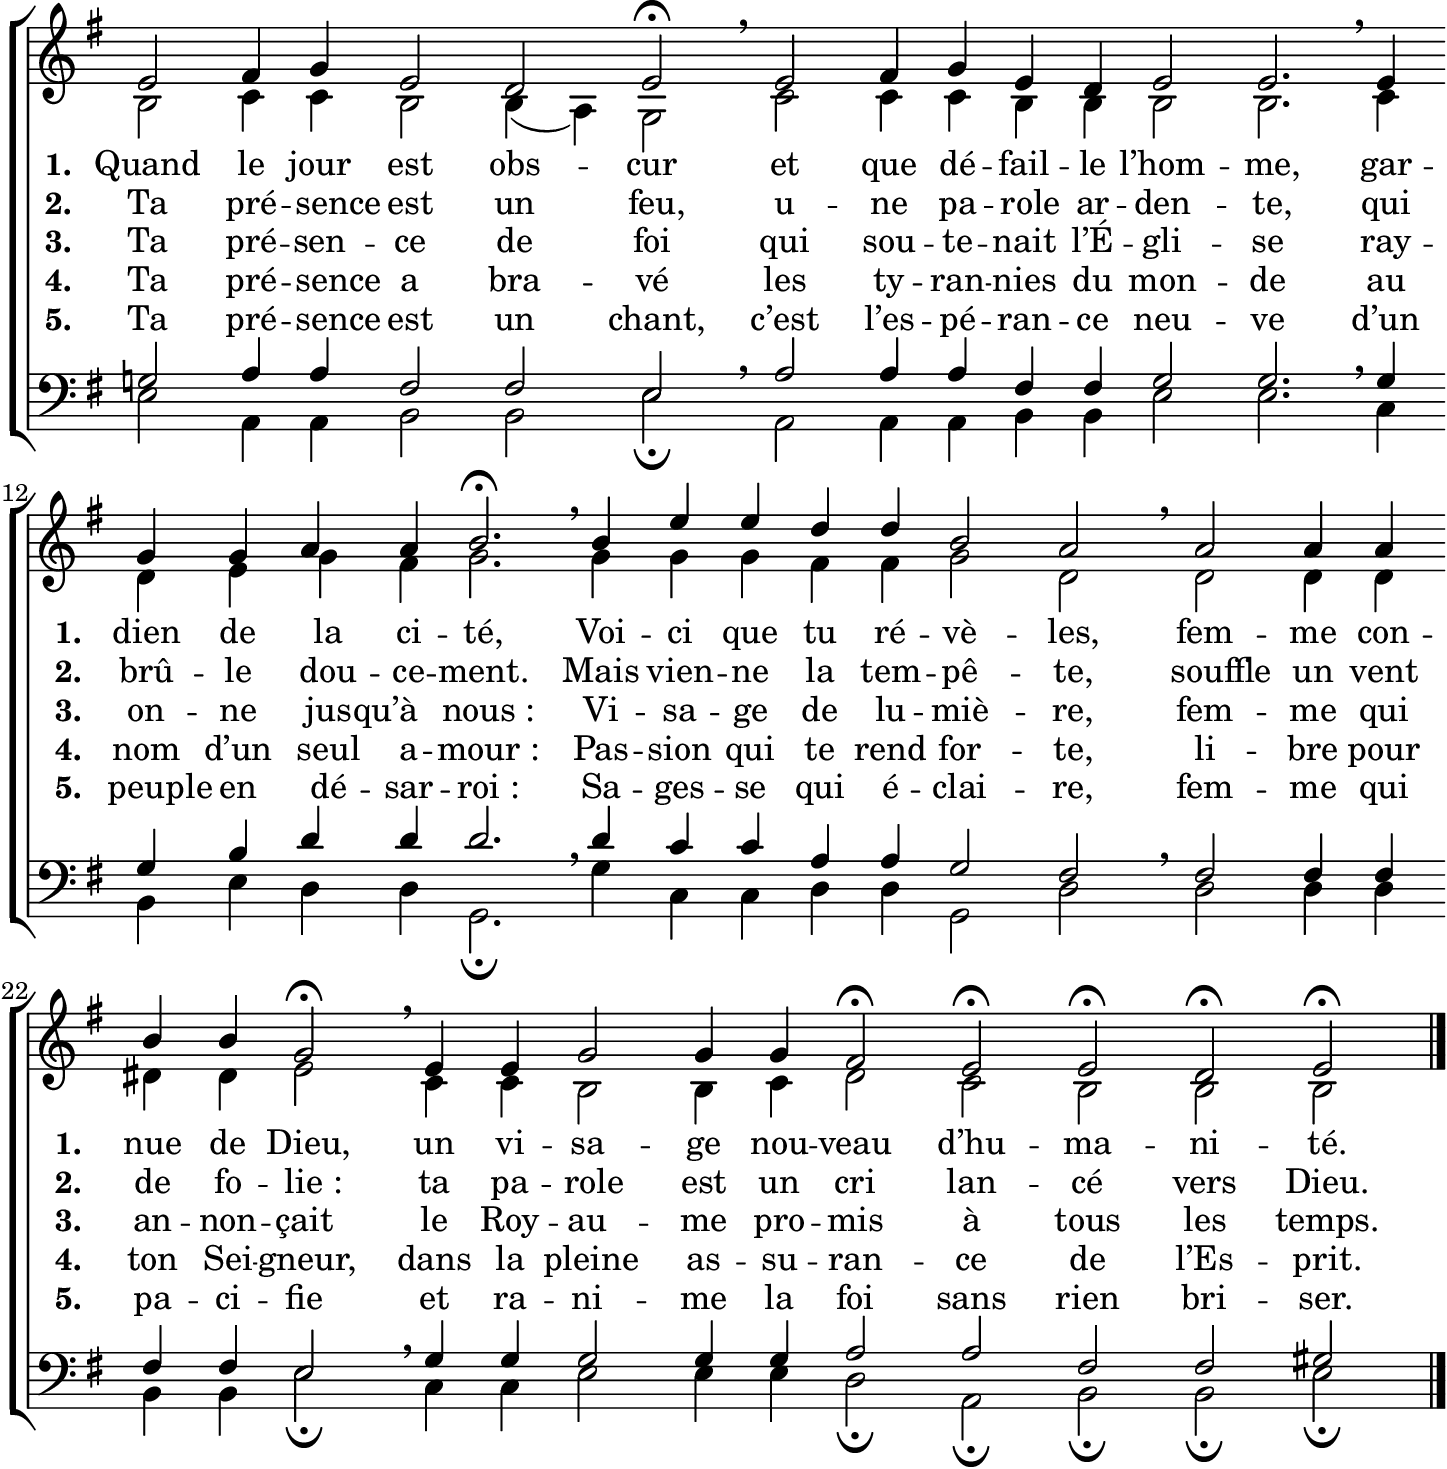 1. Quand le jour est obs - cur et que dé - fail - le l’hom - me, gar -
2. Ta pré - sence est un feu, u - ne pa - role ar - den - te, qui
3. Ta pré - sen - ce de foi qui sou - te - nait l’É - gli - se ray -
4. Ta pré - sence a bra - vé les ty - ran - nies du mon - de au
5. Ta pré - sence est un chant, c’est l’es - pé - ran - ce neu - ve d’un
12
1. dien de la ci - té, Voi - ci que tu ré - vè - les, fem - me con -
2. brû - le dou - ce - ment. Mais vien - ne la tem - pê - te, souffle un vent
3. on - ne jusqu’à nous : Vi - sa - ge de lu - miè - re, fem - me qui
4. nom d’un seul a - mour : Pas - sion qui te rend for - te, li - bre pour
5. peuple en dé - sar - roi : Sa - ges - se qui é - clai - re, fem - me qui
22
1. nue de Dieu, un vi - sa - ge nou - veau d’hu - ma - ni - té.
2. de fo - lie : ta pa - role est un cri lan - cé vers Dieu.
3. an - non - çait le Roy - au - me pro - mis à tous les temps.
4. ton Sei - gneur, dans la pleine as - su - ran - ce de l’Es - prit.
5. pa - ci - fie et ra - ni - me la foi sans rien bri - ser.